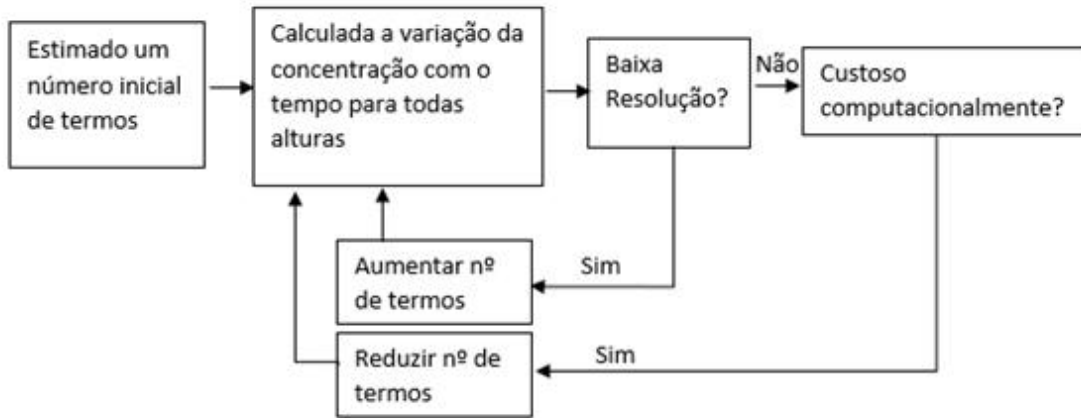 Estimado um
número inicial
de termos
Calculada a variação da
concentração com o
tempo para todas
alturas
Baixa
Resolução?
Não
Custoso
computacionalmente?
Aumentar nº
de termos
Sim
Reduzir nº de
termos
Sim